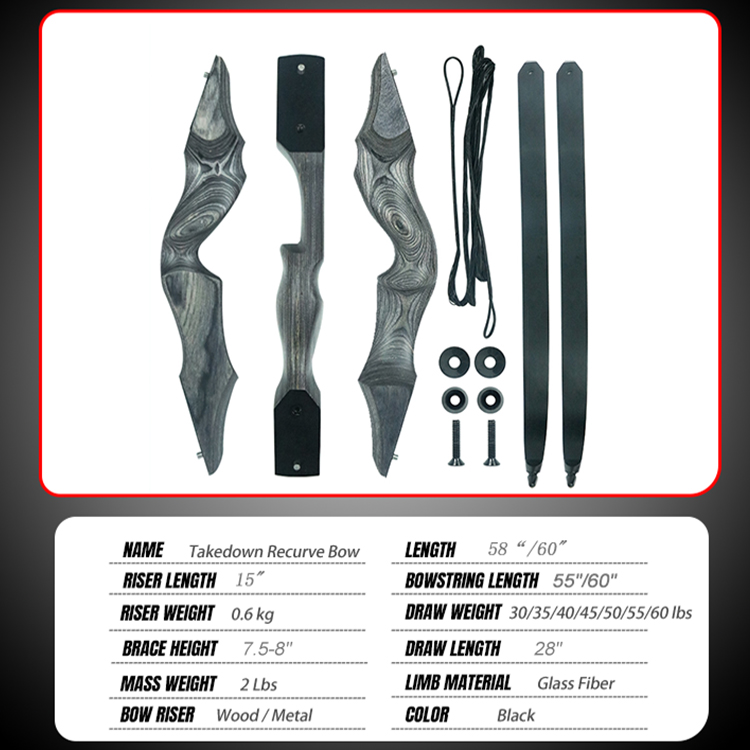 NAME Takedown Recurve Bow
LENGTH 58 “/60″
RISER LENGTH 15″
BOWSTRING LENGTH 55"/60"
RISER WEIGHT 0.6 kg
DRAW WEIGHT 30/35/40/45/50/55/60 lbs
BRACE HEIGHT 7.5-8"
DRAW LENGTH 28"
MASS WEIGHT 2 Lbs
LIMB MATERIAL Glass Fiber
BOW RISER Wood / Metal
COLOR Black